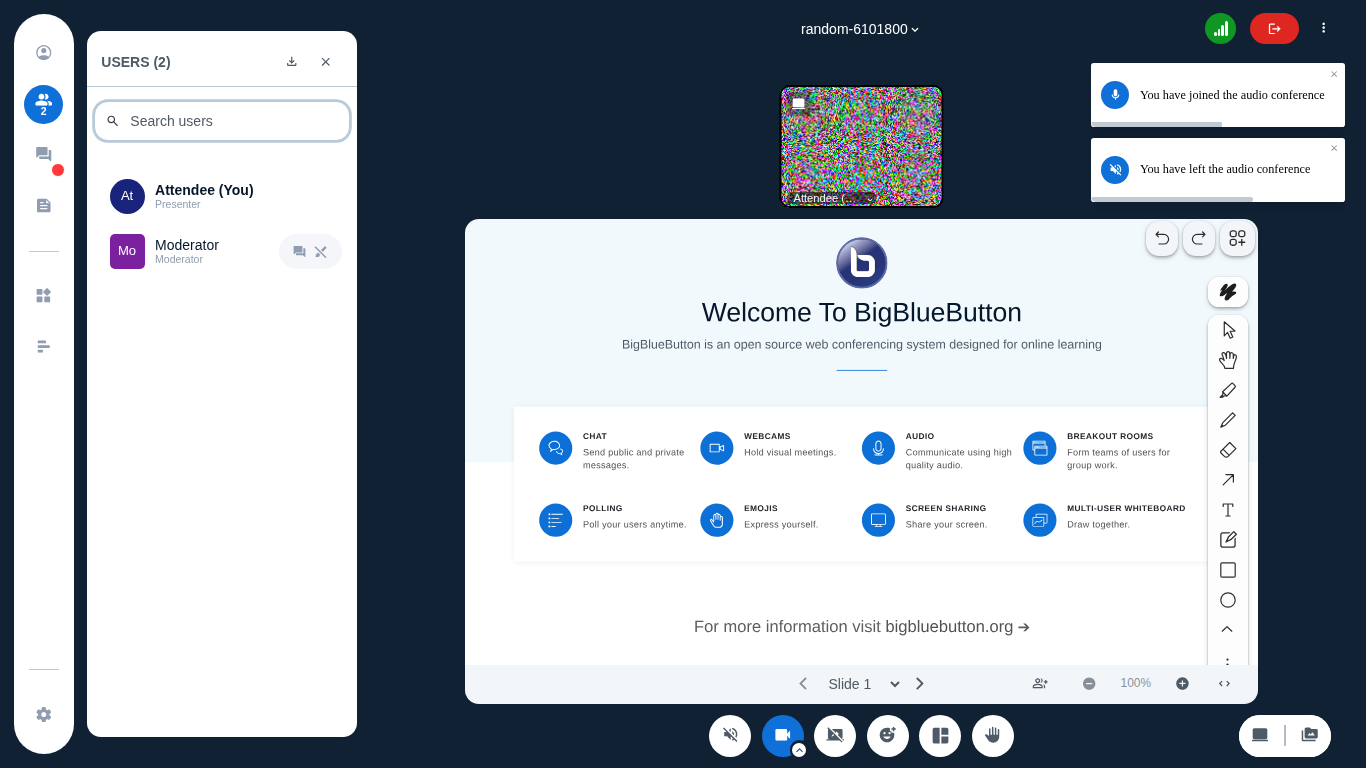 random-6101800
USERS (2)
2
Search users
At
Attendee (You)
Presenter
Mo
Moderator
Moderator
You have joined the audio conference
You have left the audio conference
Attendee (...
Welcome To BigBlueButton
BigBlueButton is an open source web conferencing system designed for online learning
CHAT
Send public and private
messages.
WEBCAMS
Hold visual meetings.
AUDIO
Communicate using high
quality audio.
BREAKOUT ROOMS
Form teams of users for
group work.
POLLING
Poll your users anytime.
EMOJIS
Express yourself.
SCREEN SHARING
Share your screen.
MULTI-USER WHITEBOARD
Draw together.
For more information visit bigbluebutton.org →
Slide 1
100%